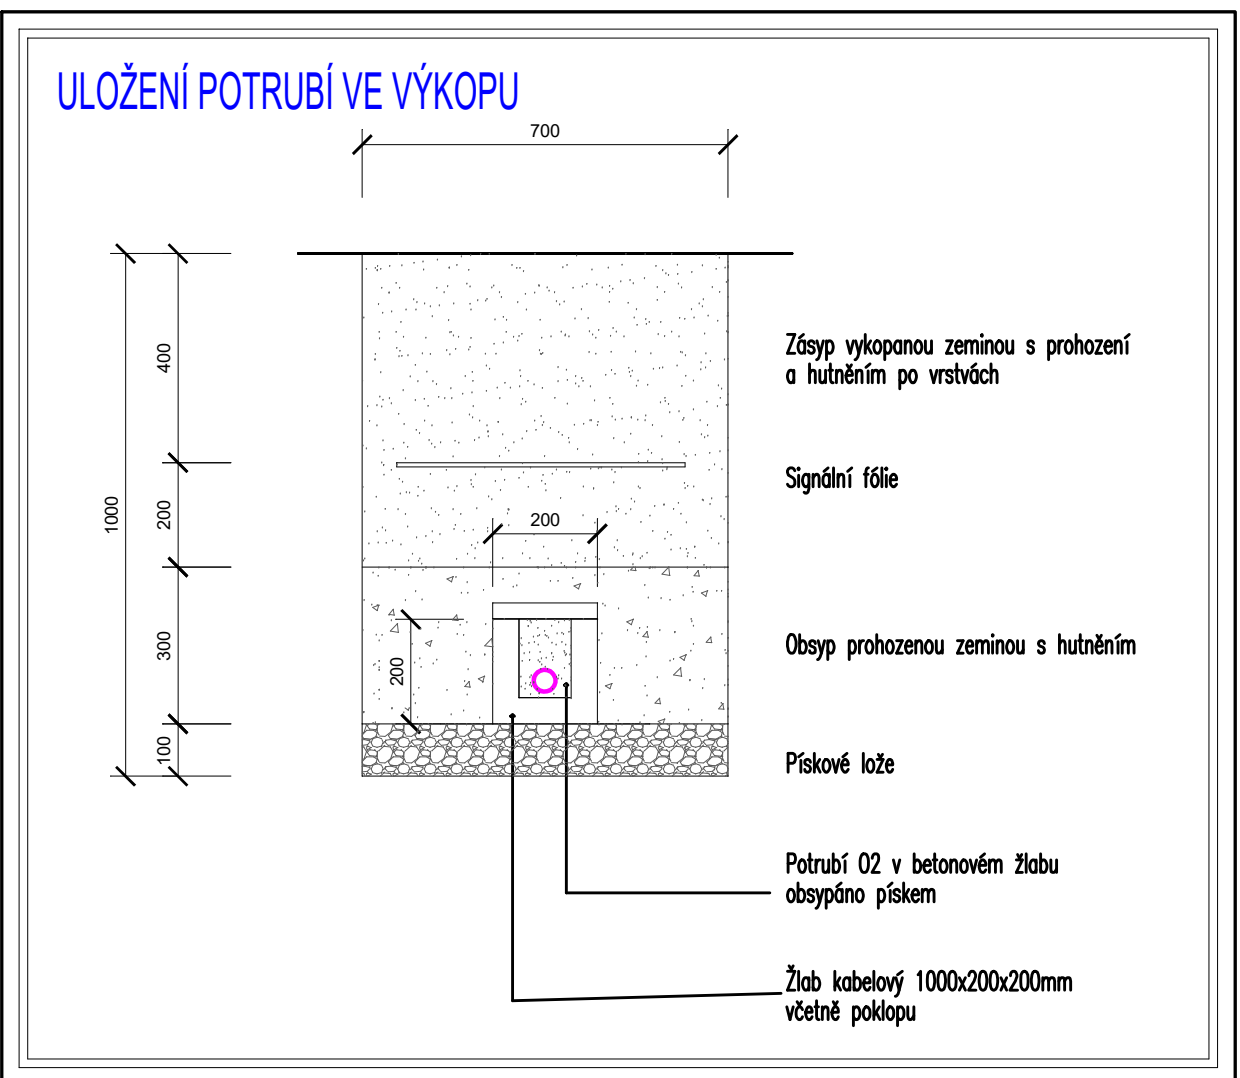 ULOŽENÍ POTRUBÍ VE VÝKOPU
700
400
Zásyp vykopanou zeminou s prohození
a hutněním po vrstvách
Signální fólie
1000
200
200
300
200
Obsyp prohozenou zeminou s hutněním
100
Pískové lože
Potrubí O2 v betonovém žlabu
obsypáno pískem
Žlab kabelový 1000x200x200mm
včetně poklopu